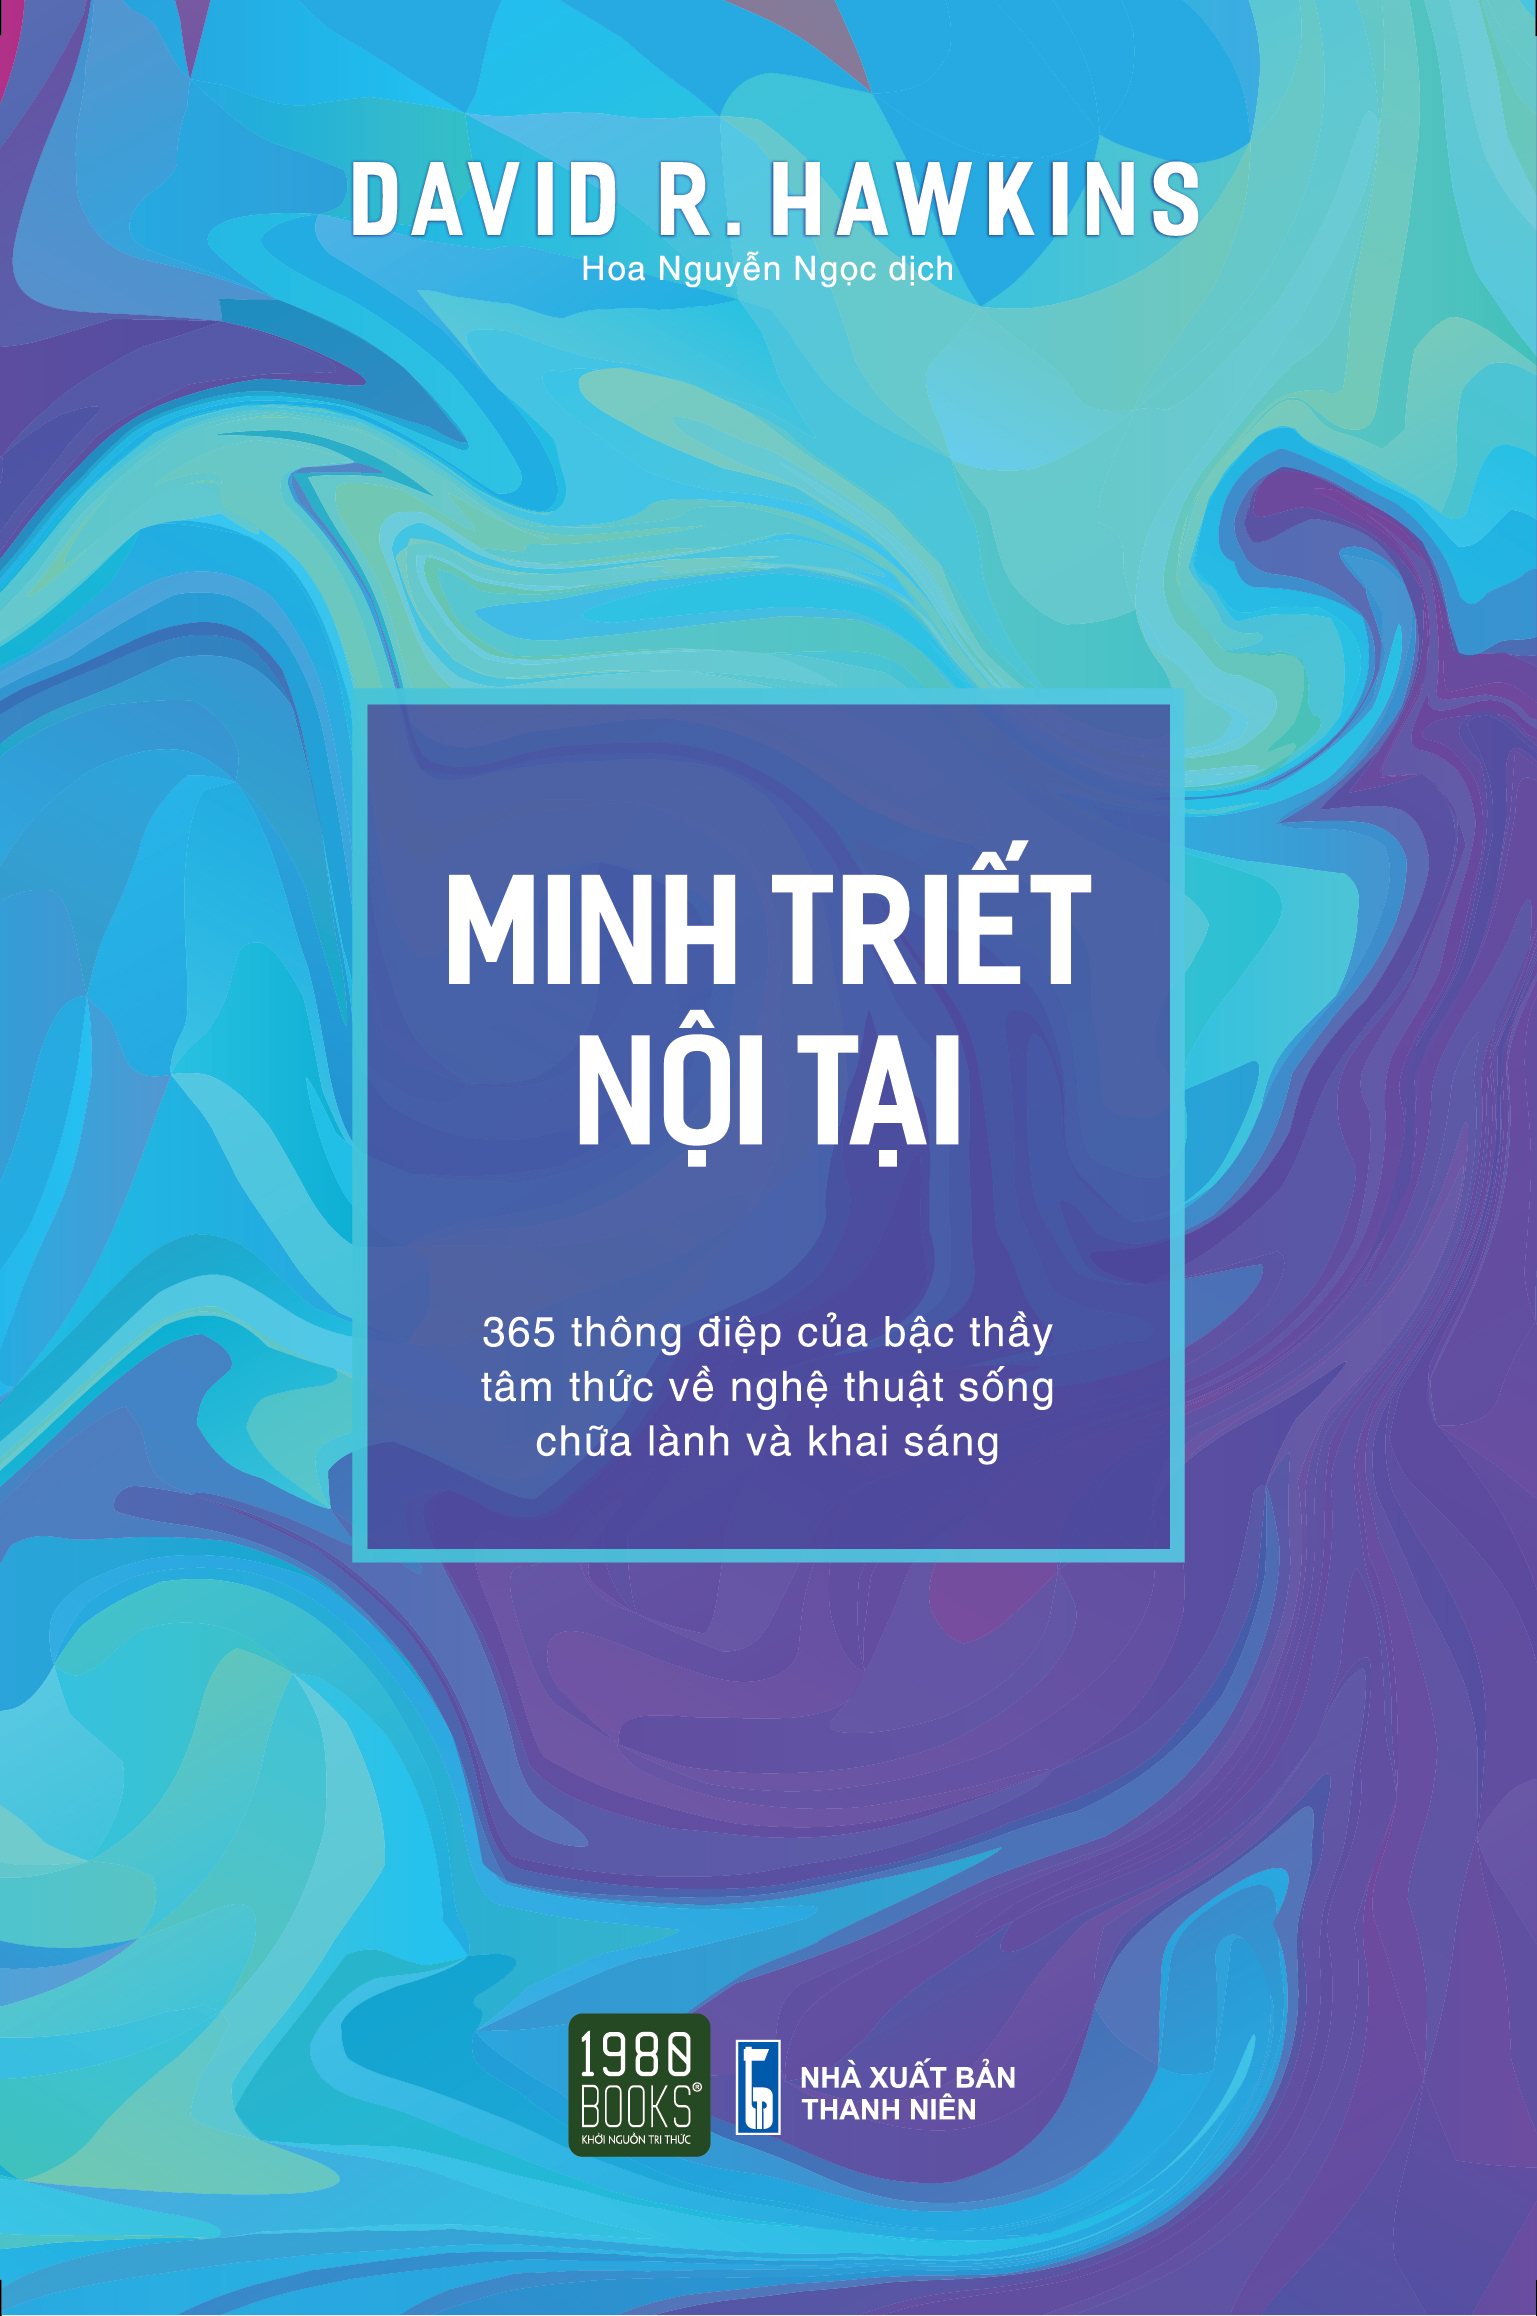 DAVID R. HAWKINS
Hoa Nguyễn Ngọc dịch
MINH TRIẾT
NỘI TẠI
365 thông điệp của bậc thầy
tâm thức về nghệ thuật sống
chữa lành và khai sáng
1980
BOOKS®
KHƠI NGUỒN TRI THỨC
NHÀ XUẤT BẢN
THANH NIÊN